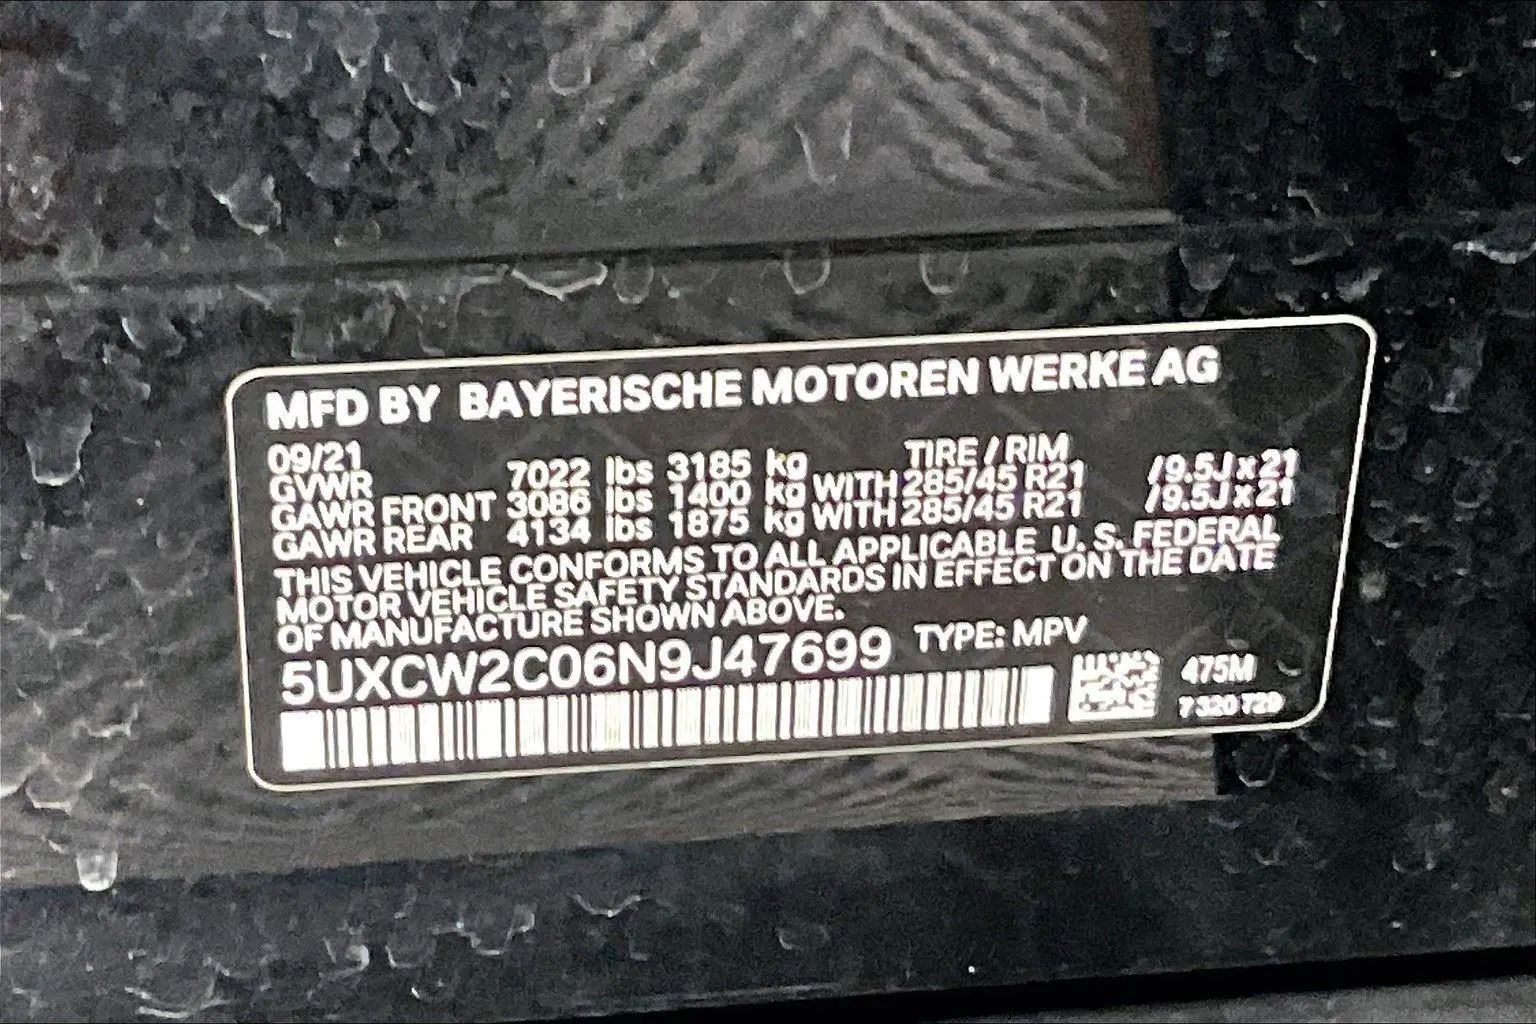 MFD BY BAYERISCHE MOTOREN WERKE AG
09/21 TIRE / RIM
GVWR 7022 lbs 3185 kg
GAWR FRONT 3086 lbs 1400 kg WITH 285/45 R21 /9.5J x 21
GAWR REAR 4134 lbs 1875 kg WITH 285/45 R21 /9.5J x 21
THIS VEHICLE CONFORMS TO ALL APPLICABLE U. S. FEDERAL
MOTOR VEHICLE SAFETY STANDARDS IN EFFECT ON THE DATE
OF MANUFACTURE SHOWN ABOVE.
5UXCW2C06N9J47699 TYPE: MPV
475M
7 320 729